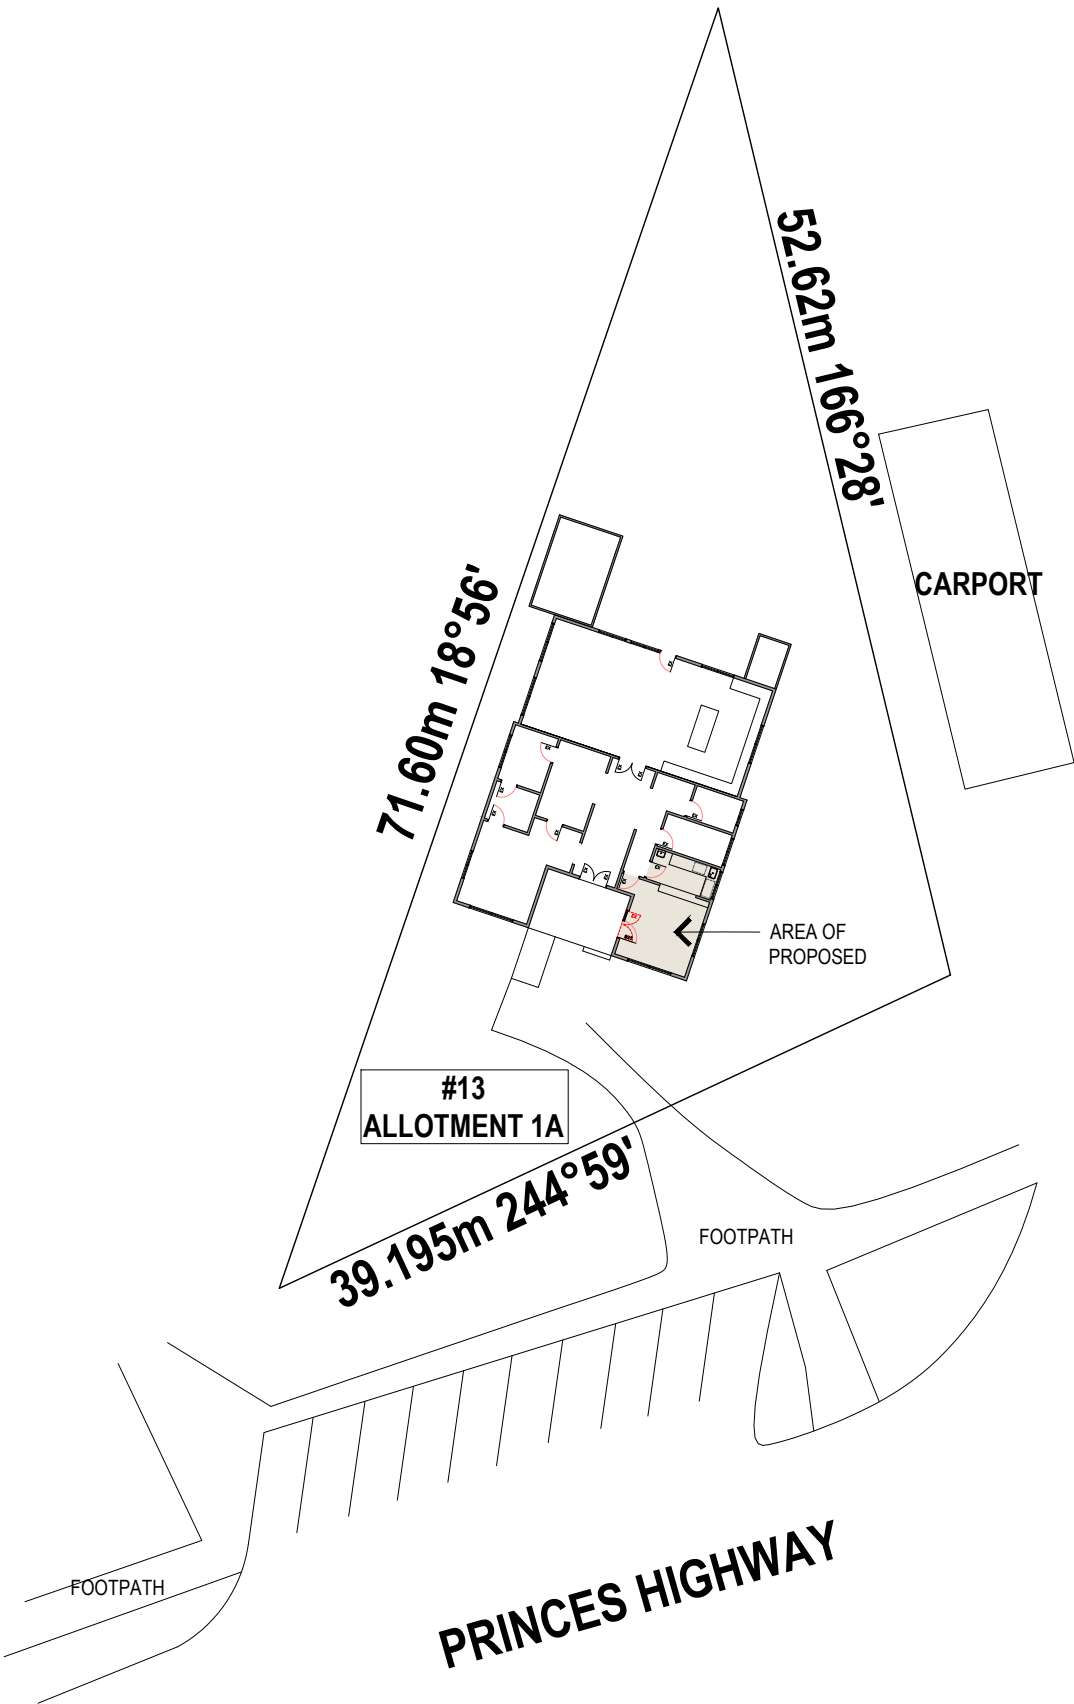 52.62m 166°28'
CARPORT
71.60m 18°56'
AREA OF
PROPOSED
#13
ALLOTMENT 1A
39.195m 244°59'
FOOTPATH
FOOTPATH
PRINCES HIGHWAY